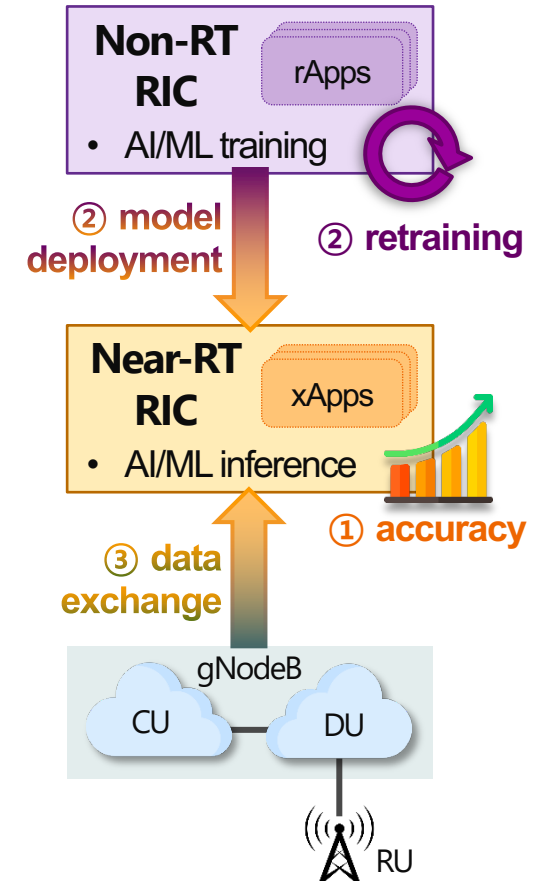 Non-RT
RIC
rApps
• AI/ML training
② model
deployment
② retraining
Near-RT
RIC
xApps
• AI/ML inference
① accuracy
③ data
exchange
gNodeB
CU
DU
RU